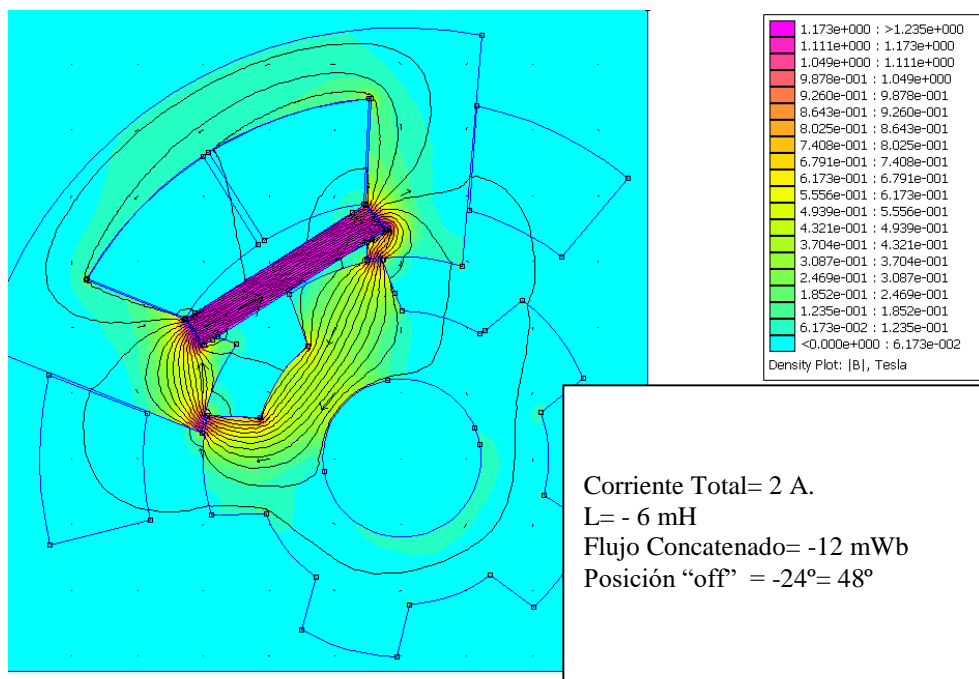 1.173e+000 : >1.235e+000
1.111e+000 : 1.173e+000
1.049e+000 : 1.111e+000
9.878e-001 : 1.049e+000
9.260e-001 : 9.878e-001
8.643e-001 : 9.260e-001
8.025e-001 : 8.643e-001
7.408e-001 : 8.025e-001
6.791e-001 : 7.408e-001
6.173e-001 : 6.791e-001
5.556e-001 : 6.173e-001
4.939e-001 : 5.556e-001
4.321e-001 : 4.939e-001
3.704e-001 : 4.321e-001
3.087e-001 : 3.704e-001
2.469e-001 : 3.087e-001
1.852e-001 : 2.469e-001
1.235e-001 : 1.852e-001
6.173e-002 : 1.235e-001
<0.000e+000 : 6.173e-002
Density Plot: |B|, Tesla
Corriente Total= 2 A.
L= - 6 mH
Flujo Concatenado= -12 mWb
Posición “off” = -24º= 48º